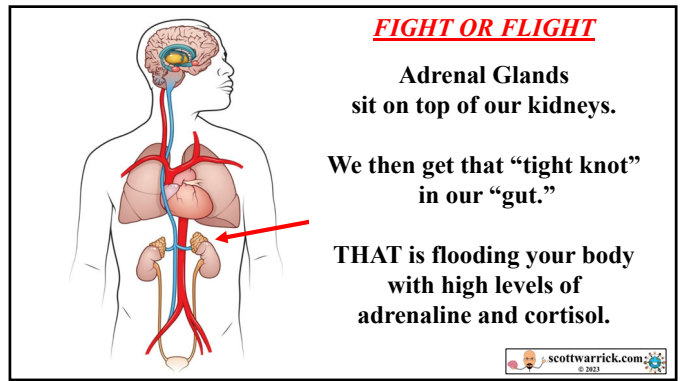 FIGHT OR FLIGHT
Adrenal Glands
sit on top of our kidneys.
We then get that “tight knot”
in our “gut.”
THAT is flooding your body
with high levels of
adrenaline and cortisol.
scottwarrick.com
© 2023